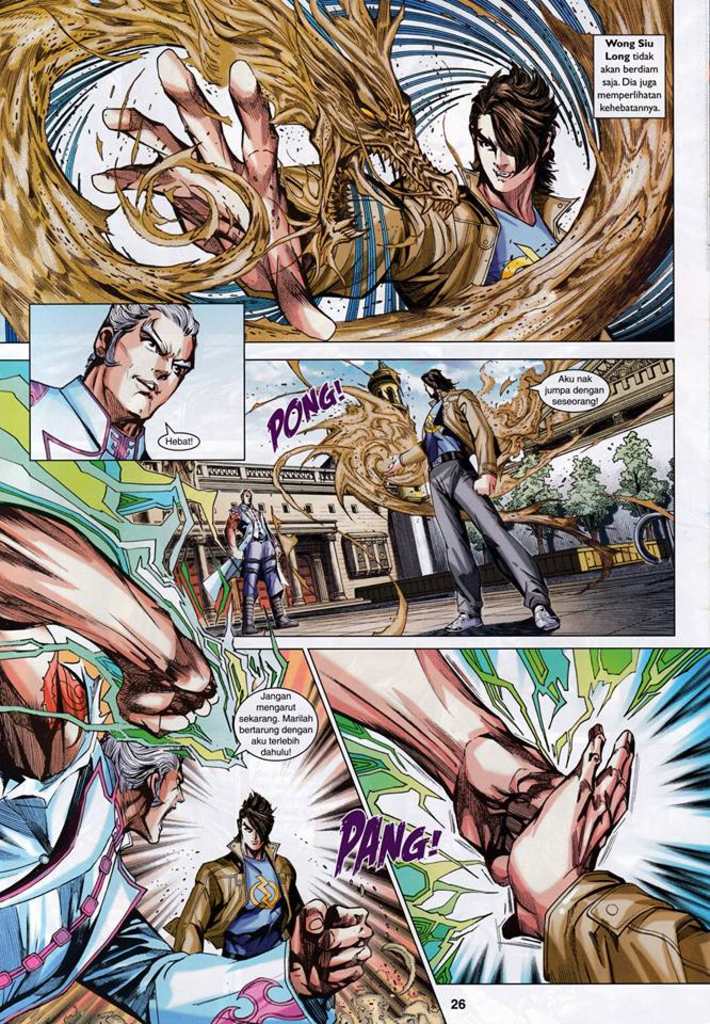 Wong Siu
Long tidak
akan berdiam
saja. Dia juga
memperlihatan
kehebatannya.
Hebat!
PONG!
Aku nak
jumpa dengan
seseorang!
Jangan
mengarut
sekarang. Marilah
bertarung dengan
aku terlebih
dahulu!
PANG!
26